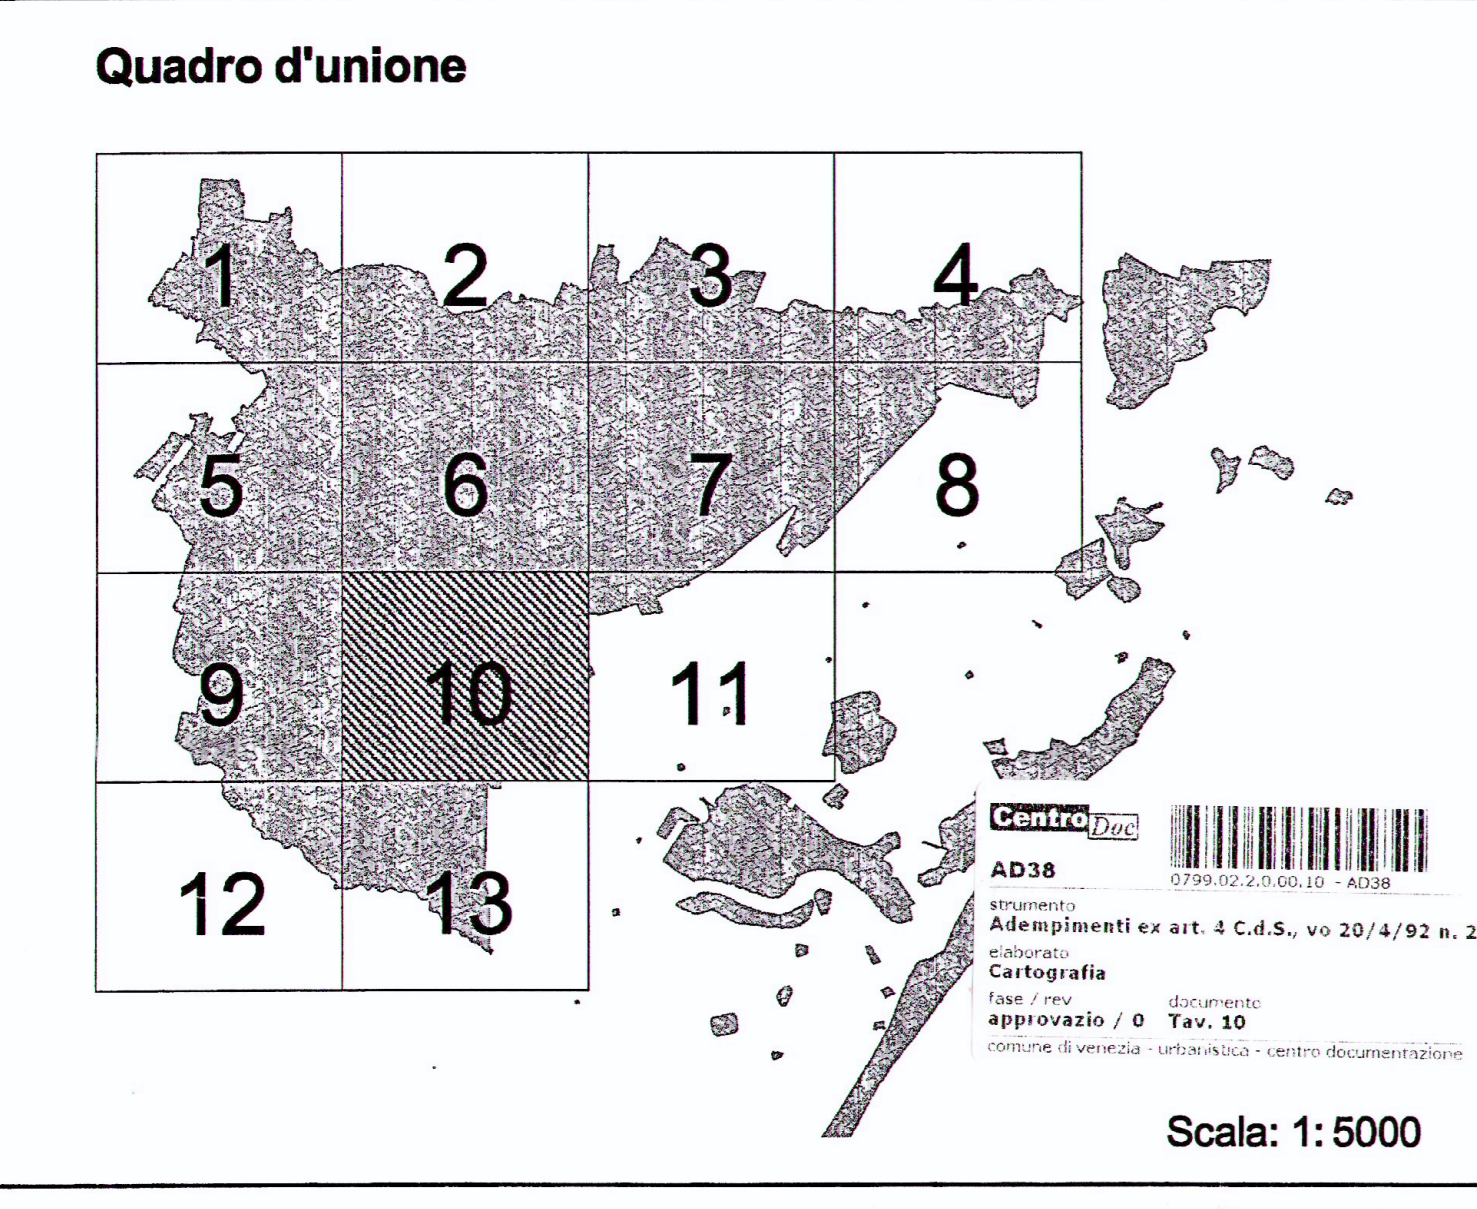 Quadro d'unione
1 2 3 4
5 6 7 8
9 10 11
12 13
Centro Doc
AD38
0799.02.2.0.00.10 - AD38
strumento
Adempimenti ex art. 4 C.d.S., vo 20/4/92 n. 2
elaborato
Cartografia
fase / rev documento
approvazio / 0 Tav. 10
comune di venezia - urbanistica - centro documentazione
Scala: 1:5000